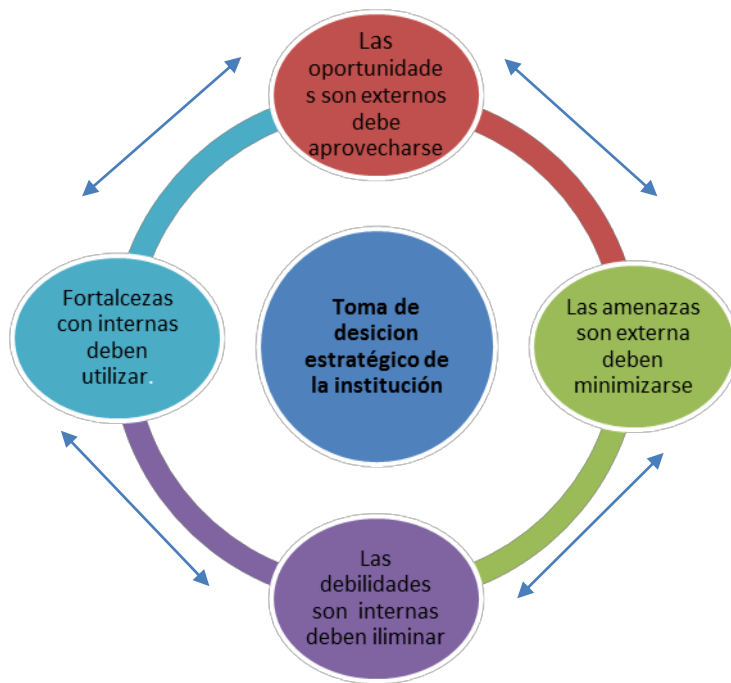 Las
oportunidade
s son externos
debe
aprovecharse
Fortalcezas
con internas
deben
utilizar.
Toma de
desicion
estratégico de
la institución
Las amenazas
son externa
deben
minimizarse
Las
debilidades
son internas
deben iliminar